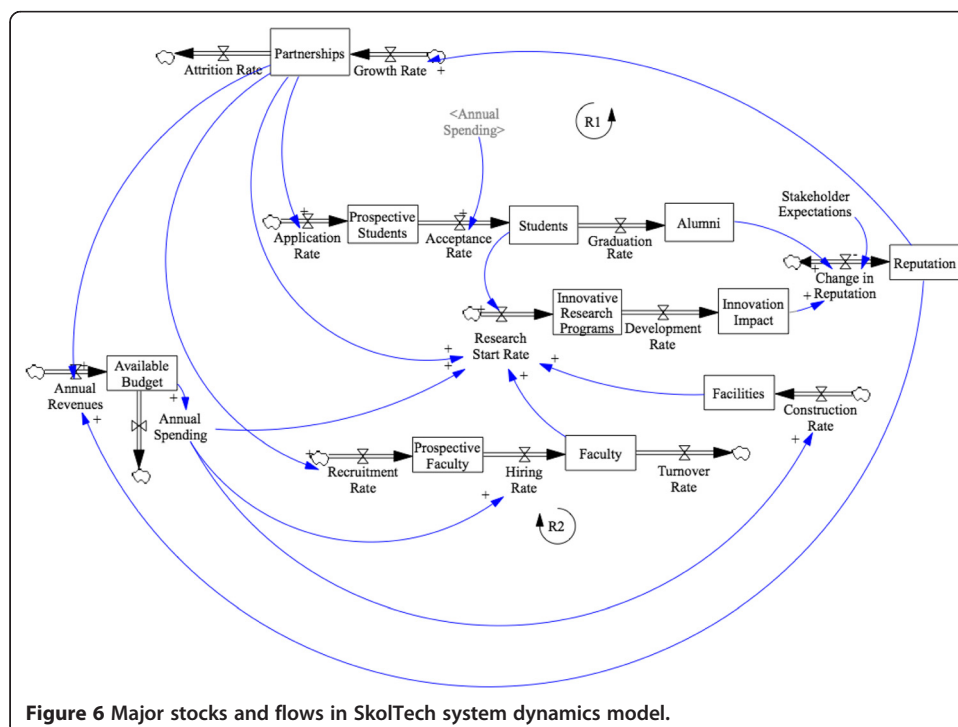 Partnerships
Attrition Rate
Growth Rate
+
<Annual
Spending>
R1
Stakeholder
Expectations
+
Application
Rate
Prospective
Students
+
Acceptance
Rate
Students
Graduation
Rate
Alumni
-
+
Change in
Reputation
+
Reputation
+
Research
Start Rate
Innovative
Research
Programs
Development
Rate
Innovation
Impact
+
+
+
+
+
Annual
Revenues
+
Available
Budget
+
Annual
Spending
Facilities
Construction
Rate
+
+
Recruitment
Rate
Prospective
Faculty
Hiring
Rate
+
Faculty
Turnover
Rate
R2
Figure 6 Major stocks and flows in SkolTech system dynamics model.